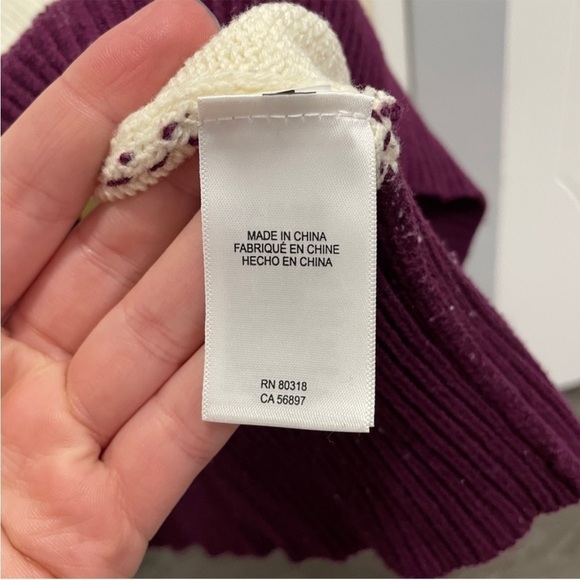 MADE IN CHINA
FABRIQUÉ EN CHINE
HECHO EN CHINA
RN 80318
CA 56897